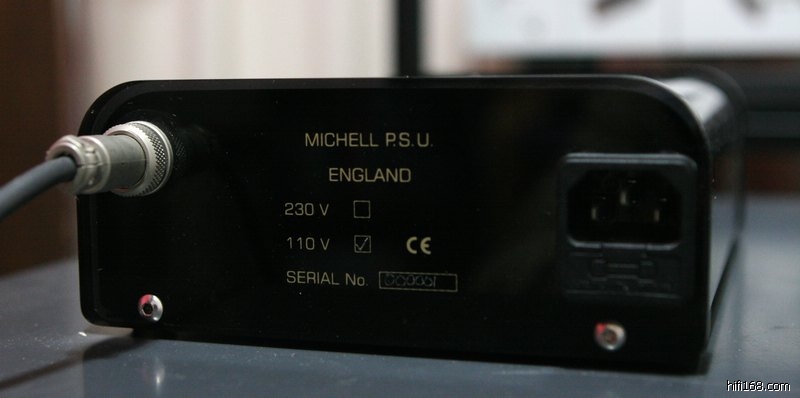 MICHELL P.S.U.
ENGLAND
230 V
110 V CE
SERIAL No.
hifi168.com